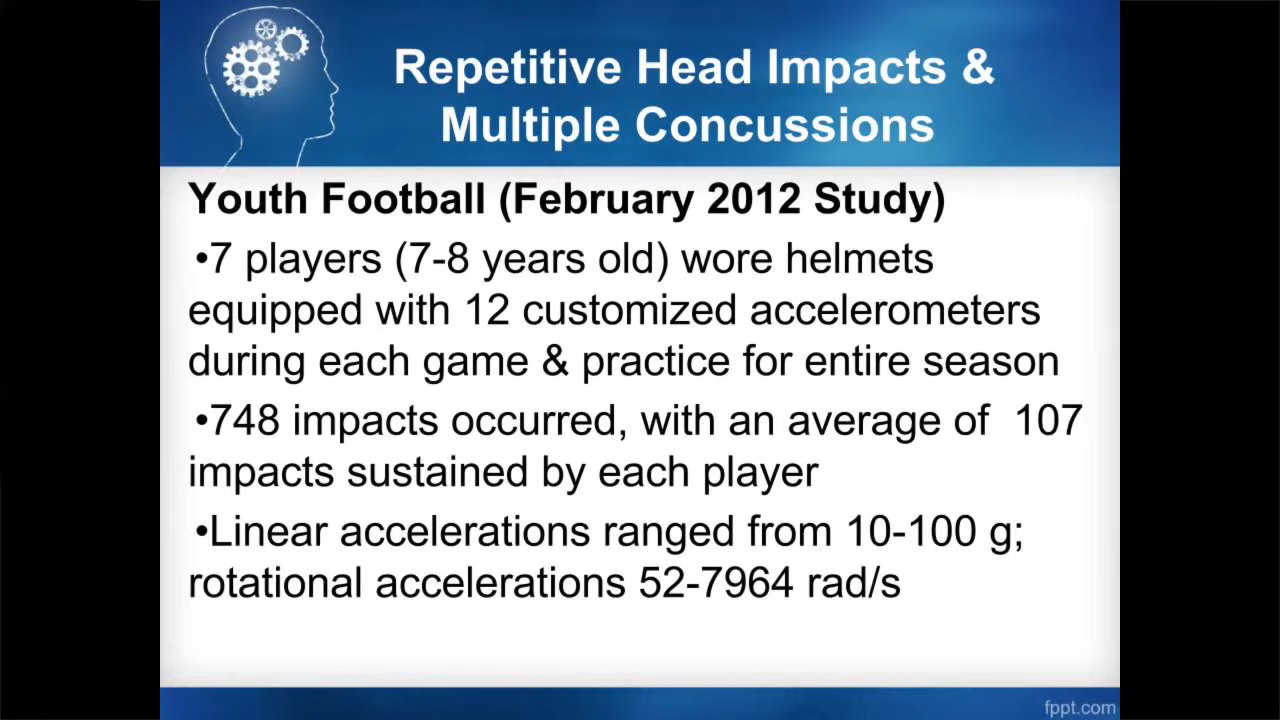 Repetitive Head Impacts &
Multiple Concussions
Youth Football (February 2012 Study)
•7 players (7-8 years old) wore helmets
equipped with 12 customized accelerometers
during each game & practice for entire season
•748 impacts occurred, with an average of  107
impacts sustained by each player
•Linear accelerations ranged from 10-100 g;
rotational accelerations 52-7964 rad/s
fppt.com